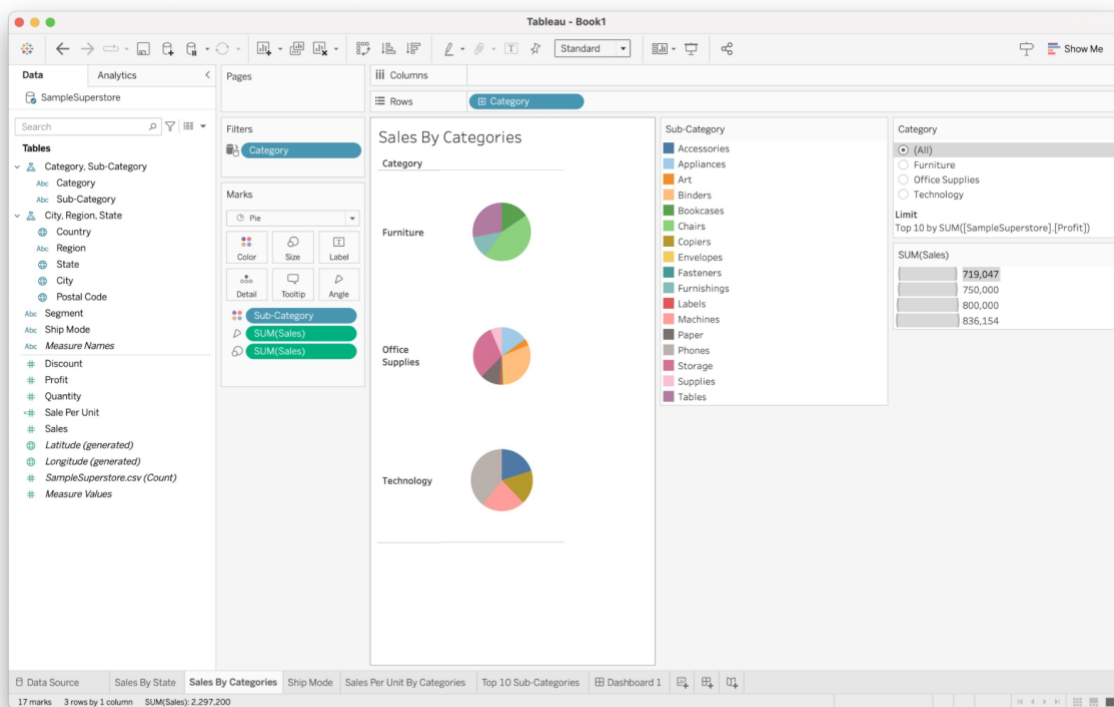 Tableau - Book1
Standard
Show Me
Data Analytics
SampleSuperstore
Search
Tables
Category, Sub-Category
Abc Category
Abc Sub-Category
City, Region, State
Country
Abc Region
State
City
Postal Code
Abc Segment
Abc Ship Mode
Abc Measure Names
Discount
Profit
Quantity
Sale Per Unit
Sales
Latitude (generated)
Longitude (generated)
SampleSuperstore.csv (Count)
Measure Values
Pages
Filters
Category
Marks
Pie
Color Size Label
Detail Tooltip Angle
Sub-Category
SUM(Sales)
SUM(Sales)
Columns
Rows Category
Sales By Categories
Category
Furniture
Office
Supplies
Technology
Sub-Category
Accessories
Appliances
Art
Binders
Bookcases
Chairs
Copiers
Envelopes
Fasteners
Furnishings
Labels
Machines
Paper
Phones
Storage
Supplies
Tables
Category
(All)
Furniture
Office Supplies
Technology
Limit
Top 10 by SUM([SampleSuperstore].[Profit])
SUM(Sales)
719,047
750,000
800,000
836,154
Data Source Sales By State Sales By Categories Ship Mode Sales Per Unit By Categories Top 10 Sub-Categories Dashboard 1
17 marks 3 rows by 1 column SUM(Sales): 2,297,200